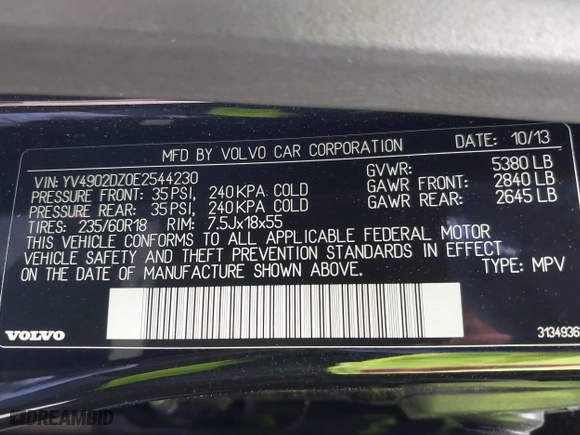 MFD BY VOLVO CAR CORPORATION DATE: 10/13
VIN: YV4902DZ0E2544230 GVWR: 5380 LB
PRESSURE FRONT: 35PSI, 240KPA COLD GAWR FRONT: 2840 LB
PRESSURE REAR: 35PSI, 240KPA COLD GAWR REAR: 2645 LB
TIRES: 235/60R18 RIM: 7.5Jx18x55
THIS VEHICLE CONFORMS TO ALL APPLICABLE FEDERAL MOTOR
VEHICLE SAFETY AND THEFT PREVENTION STANDARDS IN EFFECT
ON THE DATE OF MANUFACTURE SHOWN ABOVE. TYPE: MPV
VOLVO 3134936
DREAMBID